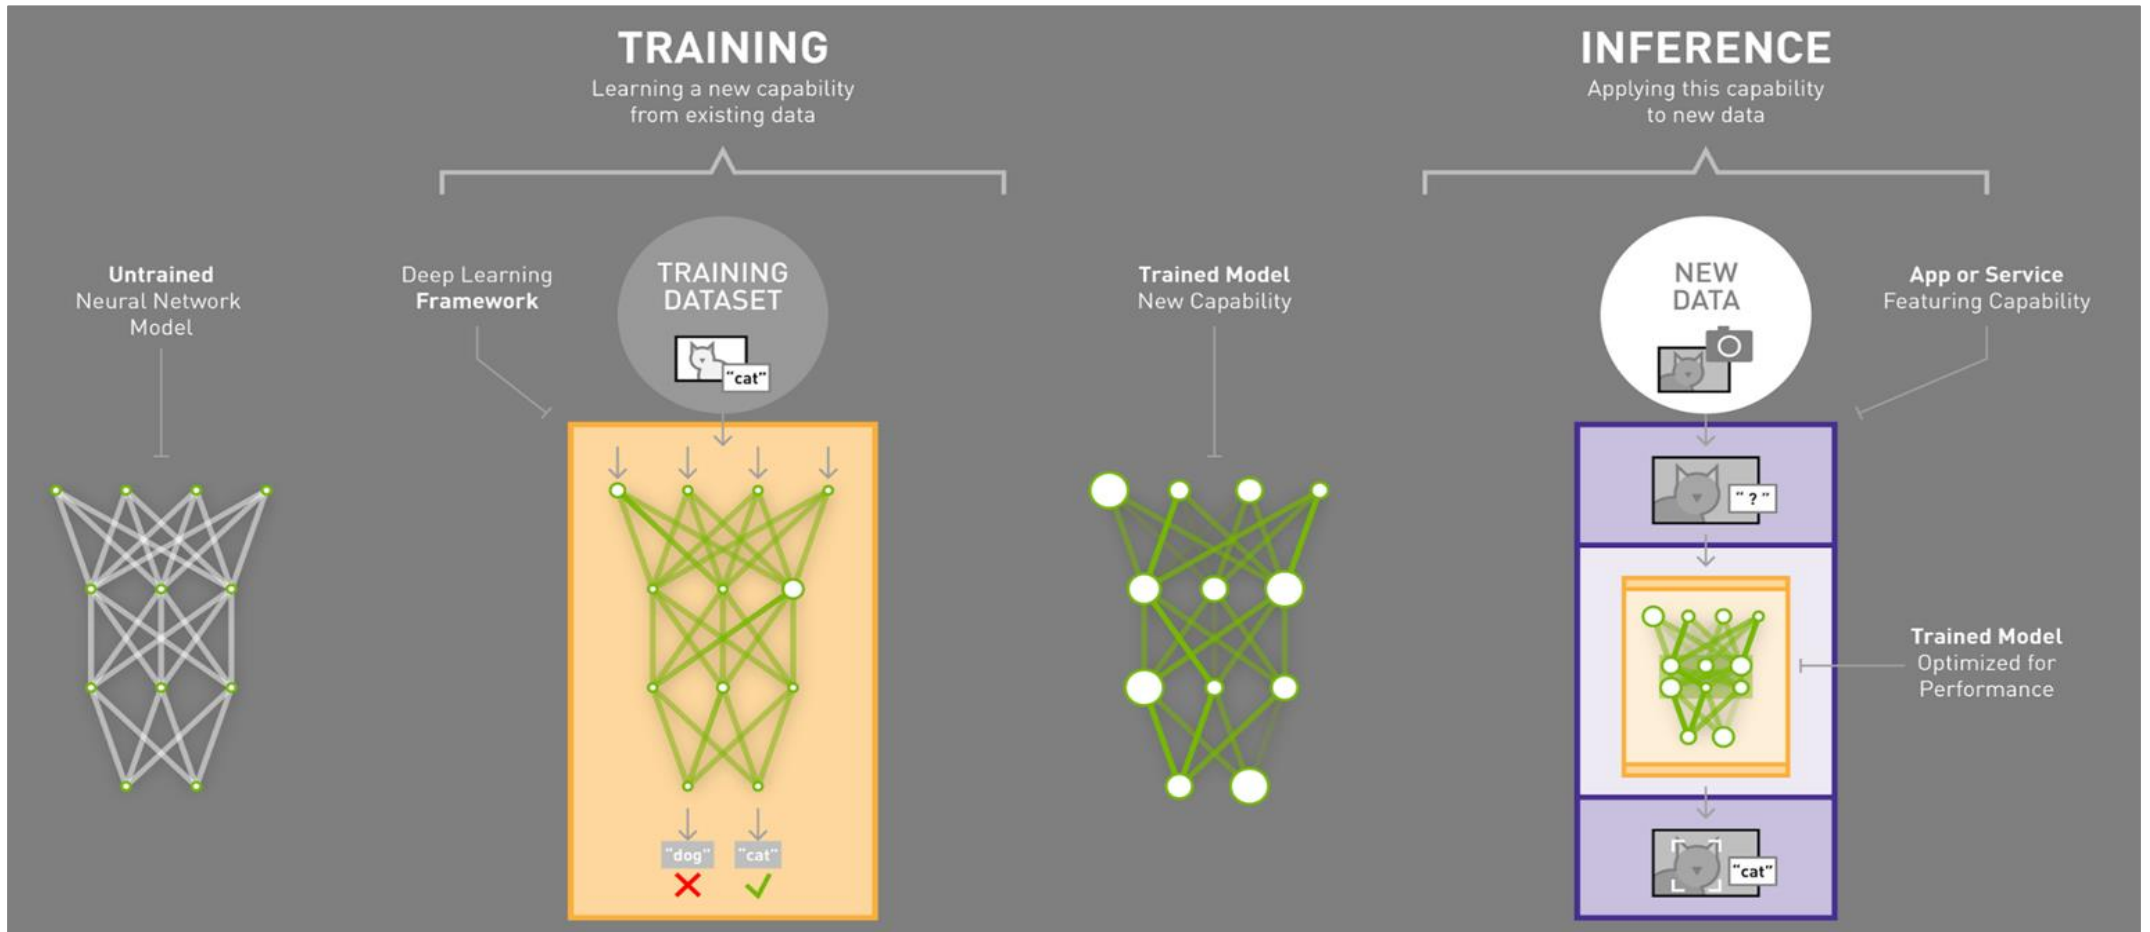 TRAINING
Learning a new capability
from existing data
INFERENCE
Applying this capability
to new data
Untrained
Neural Network
Model
Deep Learning
Framework
TRAINING
DATASET
"cat"
"dog"
"cat"
Trained Model
New Capability
NEW
DATA
App or Service
Featuring Capability
"?"
Trained Model
Optimized for
Performance
"cat"